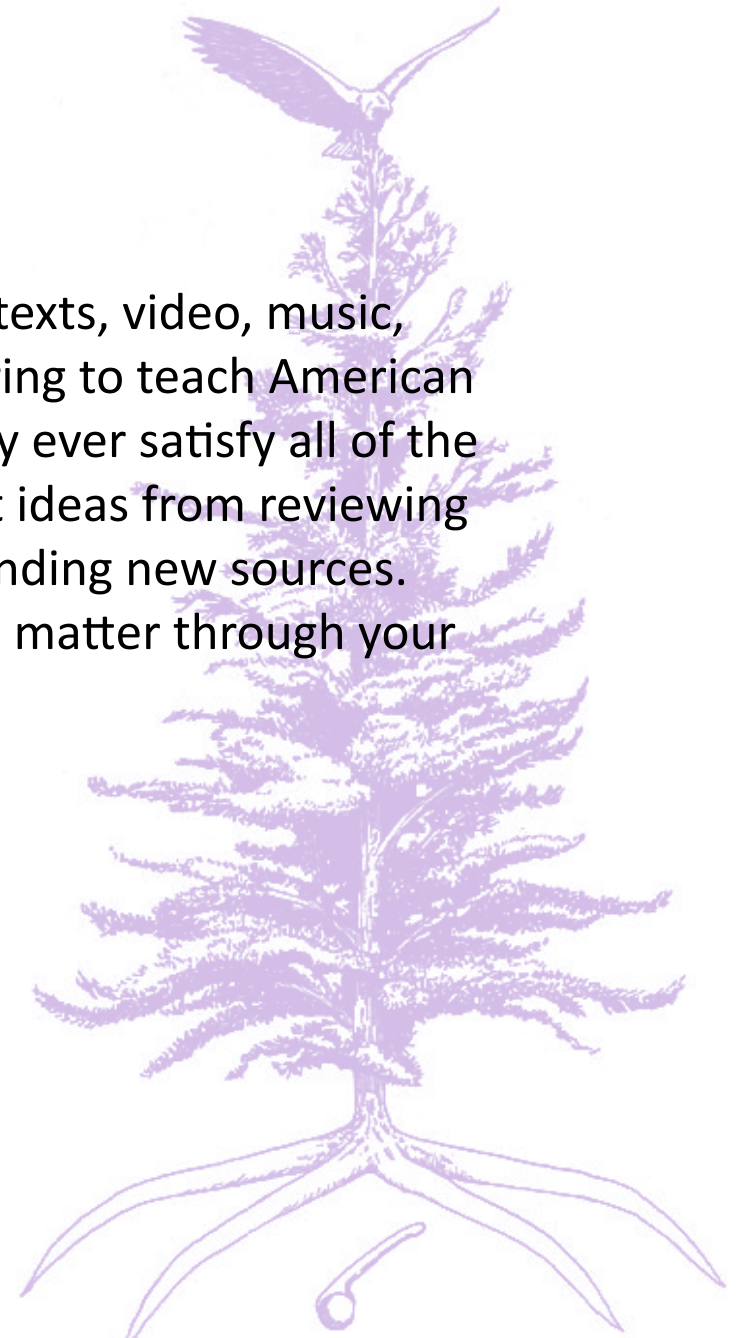 texts, video, music,
ing to teach American
y ever satisfy all of the
t ideas from reviewing
nding new sources.
matter through your